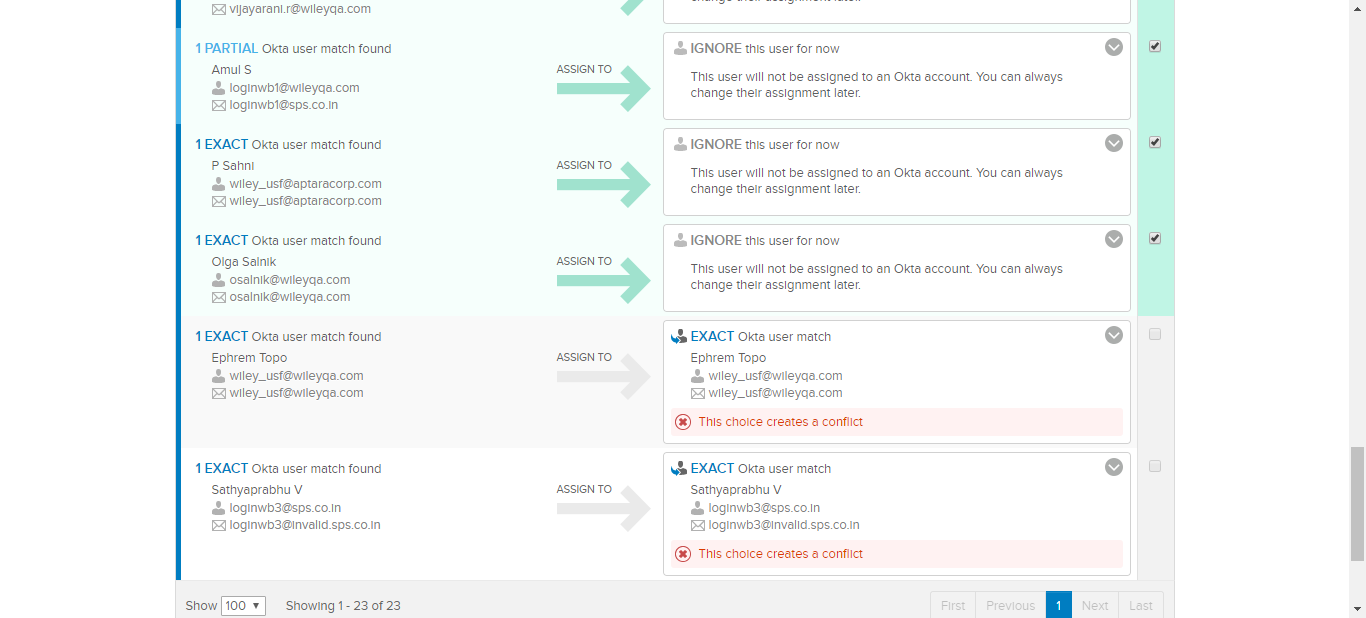 vijayarani.r@wileyqa.com
change their assignment later.
1 PARTIAL Okta user match found
Amul S
loginwb1@wileyqa.com
loginwb1@sps.co.in
ASSIGN TO
IGNORE this user for now
This user will not be assigned to an Okta account. You can always
change their assignment later.
1 EXACT Okta user match found
P Sahni
wiley_usf@aptaracorp.com
wiley_usf@aptaracorp.com
ASSIGN TO
IGNORE this user for now
This user will not be assigned to an Okta account. You can always
change their assignment later.
1 EXACT Okta user match found
Olga Salnik
osalnik@wileyqa.com
osalnik@wileyqa.com
ASSIGN TO
IGNORE this user for now
This user will not be assigned to an Okta account. You can always
change their assignment later.
1 EXACT Okta user match found
Ephrem Topo
wiley_usf@wileyqa.com
wiley_usf@wileyqa.com
ASSIGN TO
EXACT Okta user match
Ephrem Topo
wiley_usf@wileyqa.com
wiley_usf@wileyqa.com
This choice creates a conflict
1 EXACT Okta user match found
Sathyaprabhu V
loginwb3@sps.co.in
loginwb3@invalid.sps.co.in
ASSIGN TO
EXACT Okta user match
Sathyaprabhu V
loginwb3@sps.co.in
loginwb3@invalid.sps.co.in
This choice creates a conflict
Show 100 Showing 1 - 23 of 23
First Previous 1 Next Last